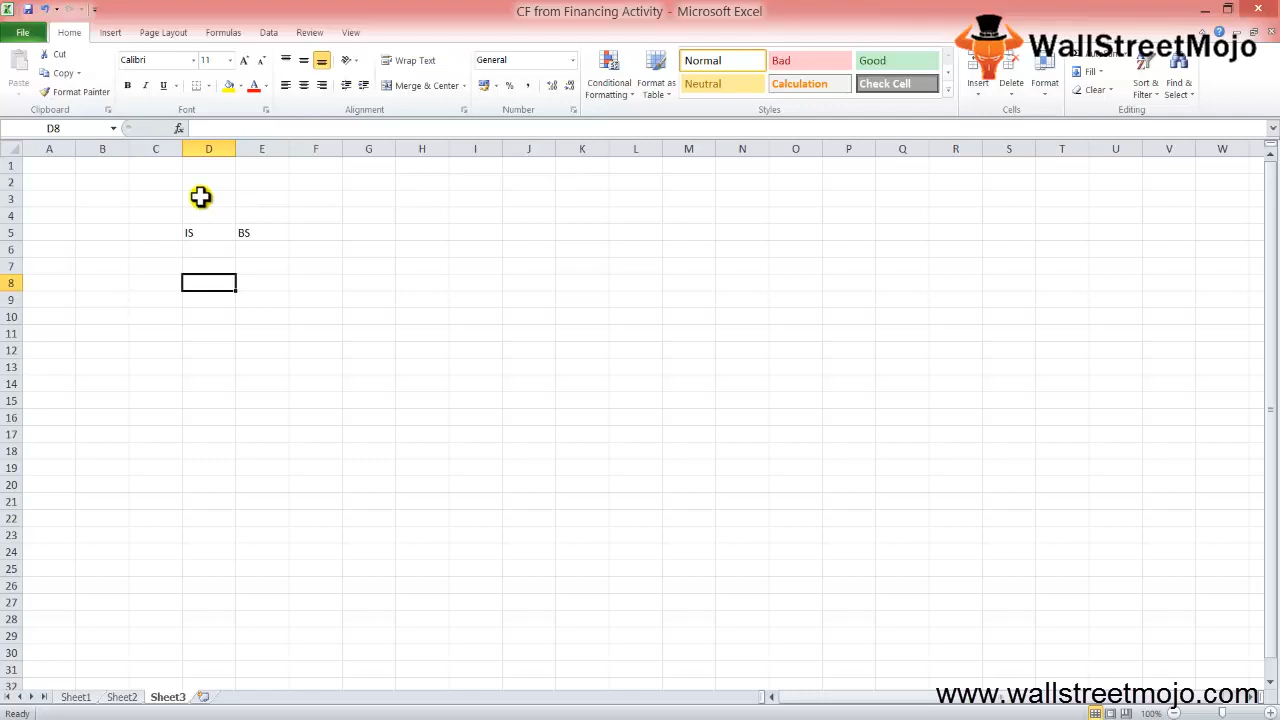 CF from Financing Activity - Microsoft Excel
File Home Insert Page Layout Formulas Data Review View
WallStreetMojo
Paste
Cut
Copy
Format Painter
Clipboard
Calibri 11
Font
Wrap Text
Merge & Center
Alignment
General
Number
Conditional Formatting
Format as Table
Normal Bad Good
Neutral Calculation Check Cell
Styles
Insert Delete Format
Cells
Fill
Clear
Sort & Filter
Find & Select
Editing
D8
A B C D E F G H I J K L M N O P Q R S T U V W
1
2
3
4
5 IS BS
6
7
8
9
10
11
12
13
14
15
16
17
18
19
20
21
22
23
24
25
26
27
28
29
30
31
32
Sheet1 Sheet2 Sheet3
www.wallstreetmojo.com
Ready 100%